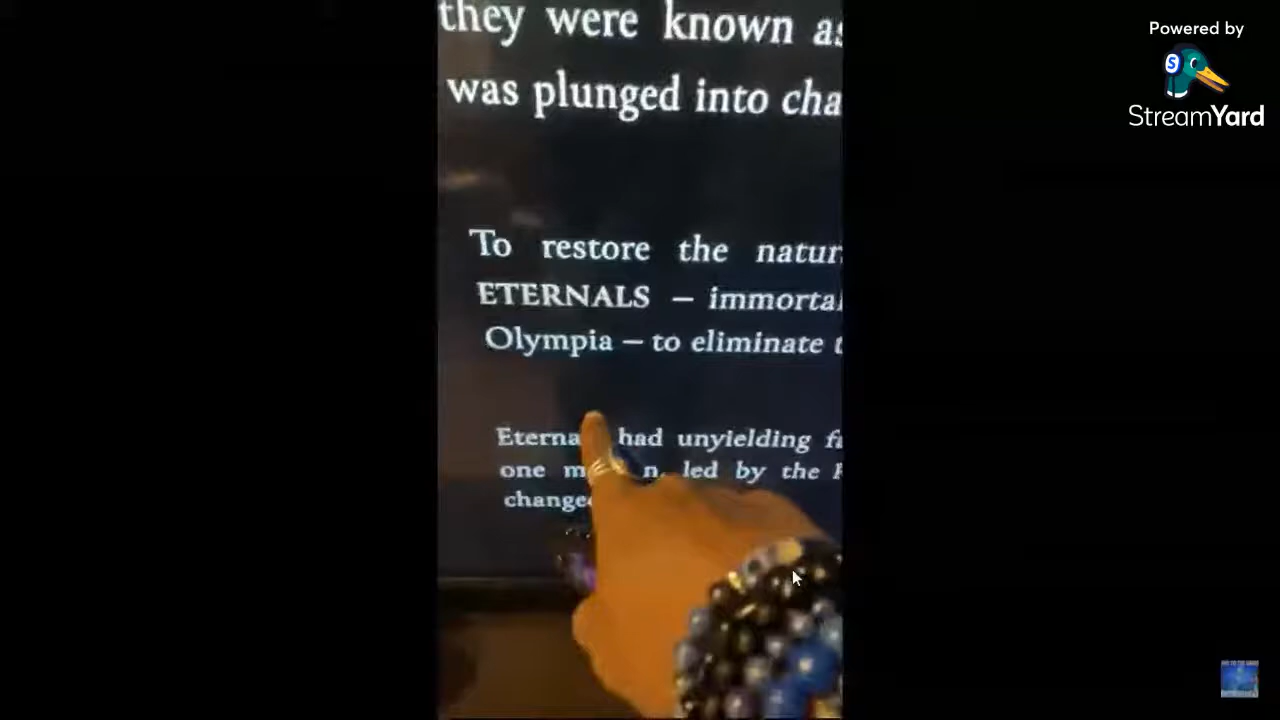 Powered by
StreamYard
they were known as
was plunged into cha
To restore the natur
ETERNALS – immortal
Olympia – to eliminate t
Eterna had unyielding f
one m n, led by the
change